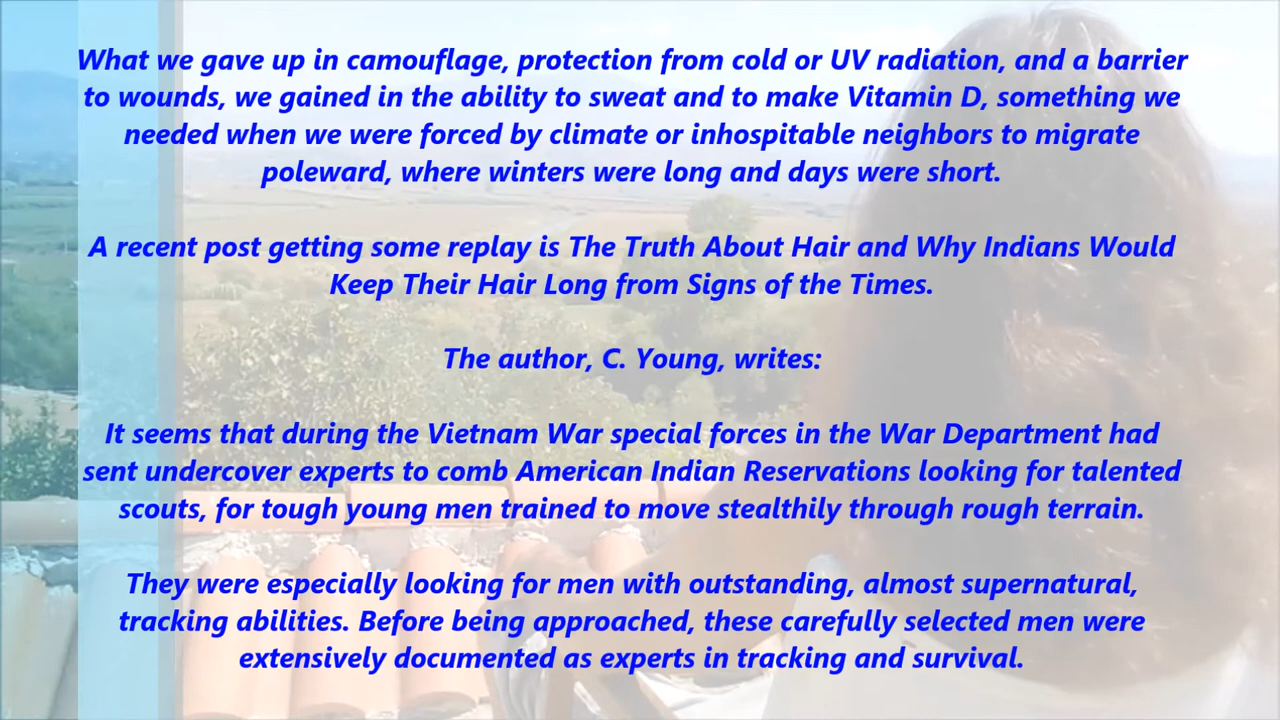 What we gave up in camouflage, protection from cold or UV radiation, and a barrier
to wounds, we gained in the ability to sweat and to make Vitamin D, something we
needed when we were forced by climate or inhospitable neighbors to migrate
poleward, where winters were long and days were short.
A recent post getting some replay is The Truth About Hair and Why Indians Would
Keep Their Hair Long from Signs of the Times.
The author, C. Young, writes:
It seems that during the Vietnam War special forces in the War Department had
sent undercover experts to comb American Indian Reservations looking for talented
scouts, for tough young men trained to move stealthily through rough terrain.
They were especially looking for men with outstanding, almost supernatural,
tracking abilities. Before being approached, these carefully selected men were
extensively documented as experts in tracking and survival.